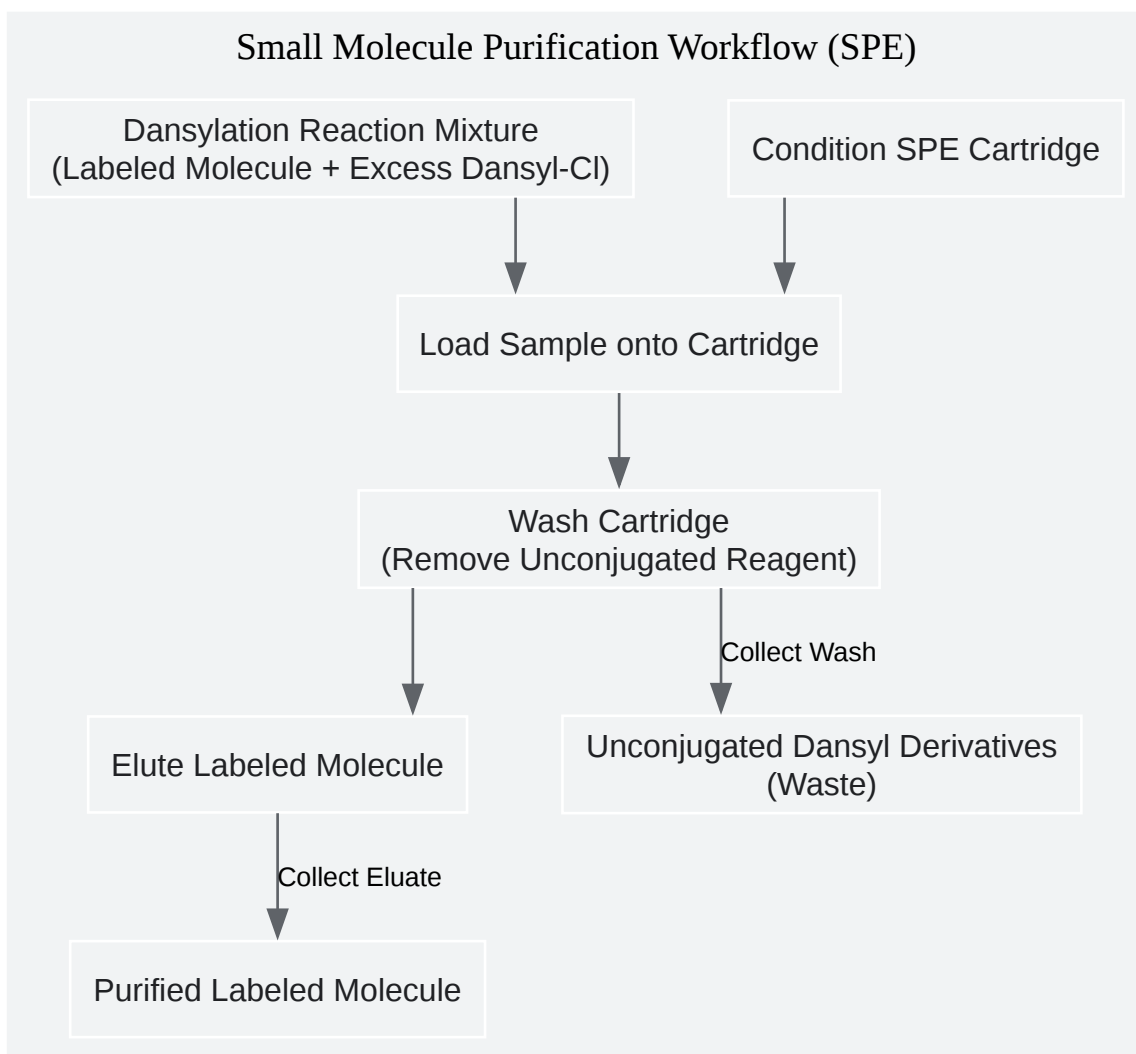 Small Molecule Purification Workflow (SPE)
Dansylation Reaction Mixture
(Labeled Molecule + Excess Dansyl-Cl)
Condition SPE Cartridge
Load Sample onto Cartridge
Wash Cartridge
(Remove Unconjugated Reagent)
Collect Wash
Elute Labeled Molecule
Unconjugated Dansyl Derivatives
(Waste)
Collect Eluate
Purified Labeled Molecule